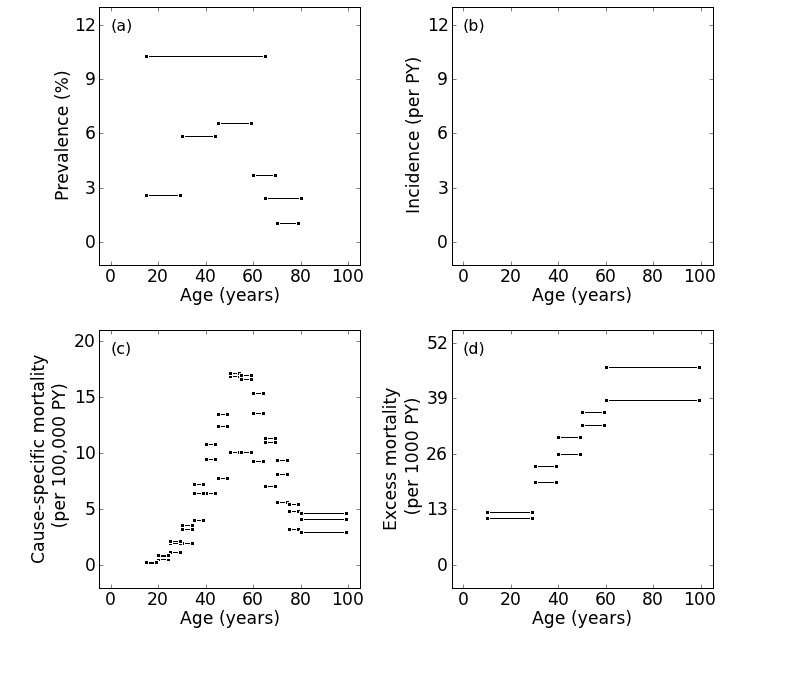 (a)
Prevalence (%)
12
9
6
3
0
0 20 40 60 80 100
Age (years)
(b)
Incidence (per PY)
12
9
6
3
0
0 20 40 60 80 100
Age (years)
(c)
Cause-specific mortality
(per 100,000 PY)
20
15
10
5
0
0 20 40 60 80 100
Age (years)
(d)
Excess mortality
(per 1000 PY)
52
39
26
13
0
0 20 40 60 80 100
Age (years)